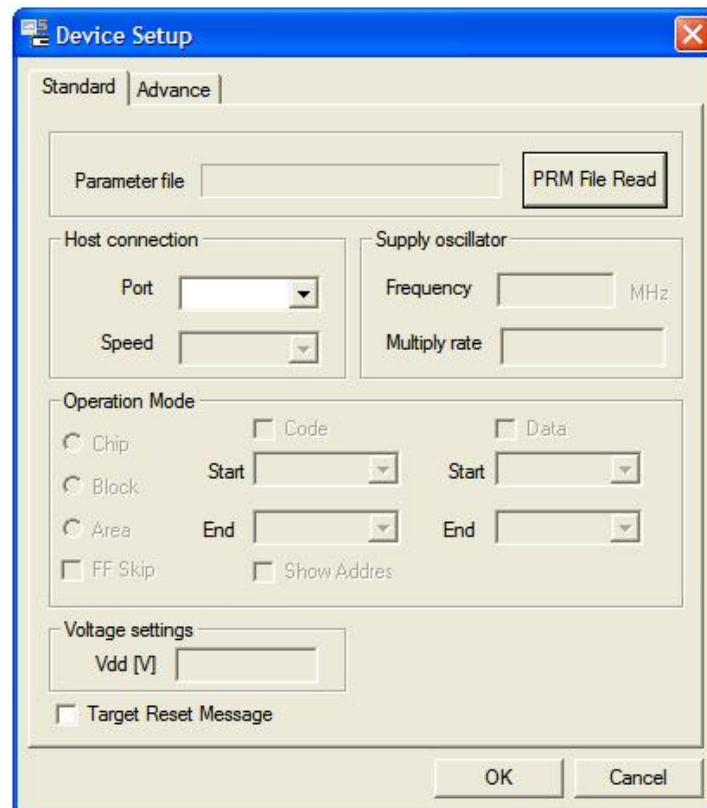 Device Setup
Standard Advance
Parameter file PRM File Read
Host connection Supply oscillator
Port Frequency MHz
Speed Multiply rate
Operation Mode
Code Data
Chip
Start Start
Block
Area End End
FF Skip Show Addres
Voltage settings
Vdd [V]
Target Reset Message
OK Cancel